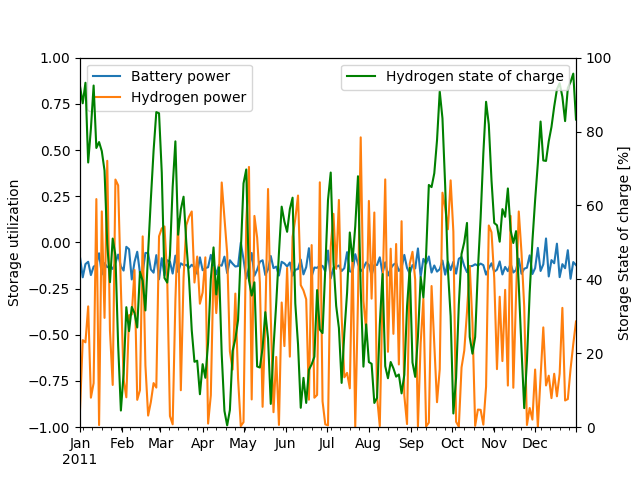 Battery power
Hydrogen power
Hydrogen state of charge
Storage utilization
1.00
0.75
0.50
0.25
0.00
−0.25
−0.50
−0.75
−1.00
100
80
60
40
20
0
Storage State of charge [%]
Jan Feb Mar Apr May Jun Jul Aug Sep Oct Nov Dec
2011